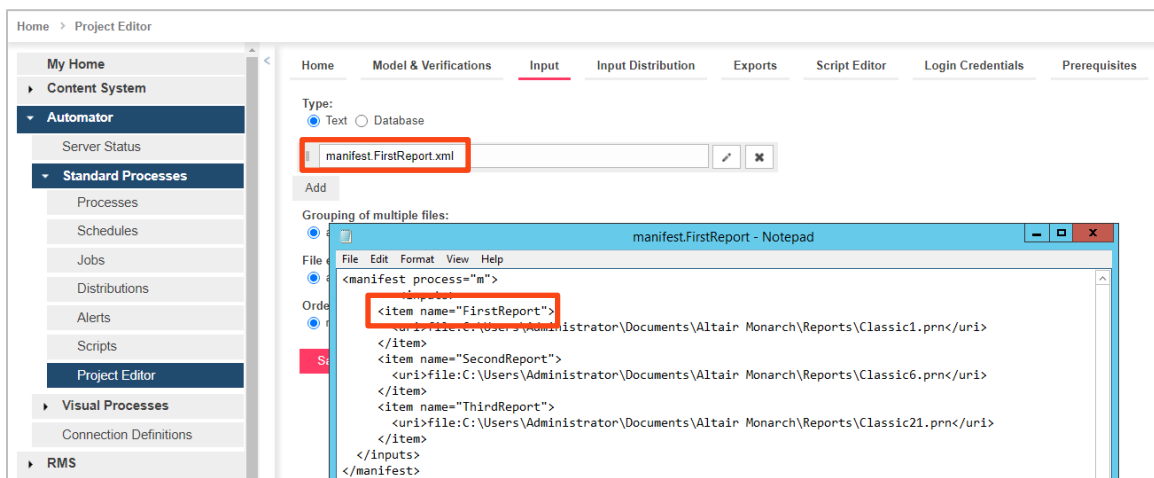 Home > Project Editor
My Home
Content System
Automator
Server Status
Standard Processes
Processes
Schedules
Jobs
Distributions
Alerts
Scripts
Project Editor
Visual Processes
Connection Definitions
RMS
<
Home Model & Verifications Input Input Distribution Exports Script Editor Login Credentials Prerequisites
Type:
Text Database
manifest.FirstReport.xml
Add
Grouping of multiple files:
File
Orde
Sa
manifest.FirstReport - Notepad
File Edit Format View Help
<manifest process="m">
<inputs>
<item name="FirstReport">
<uri>file:C:\Users\Administrator\Documents\Altair Monarch\Reports\Classic1.prn</uri>
</item>
<item name="SecondReport">
<uri>file:C:\Users\Administrator\Documents\Altair Monarch\Reports\Classic6.prn</uri>
</item>
<item name="ThirdReport">
<uri>file:C:\Users\Administrator\Documents\Altair Monarch\Reports\Classic21.prn</uri>
</item>
</inputs>
</manifest>